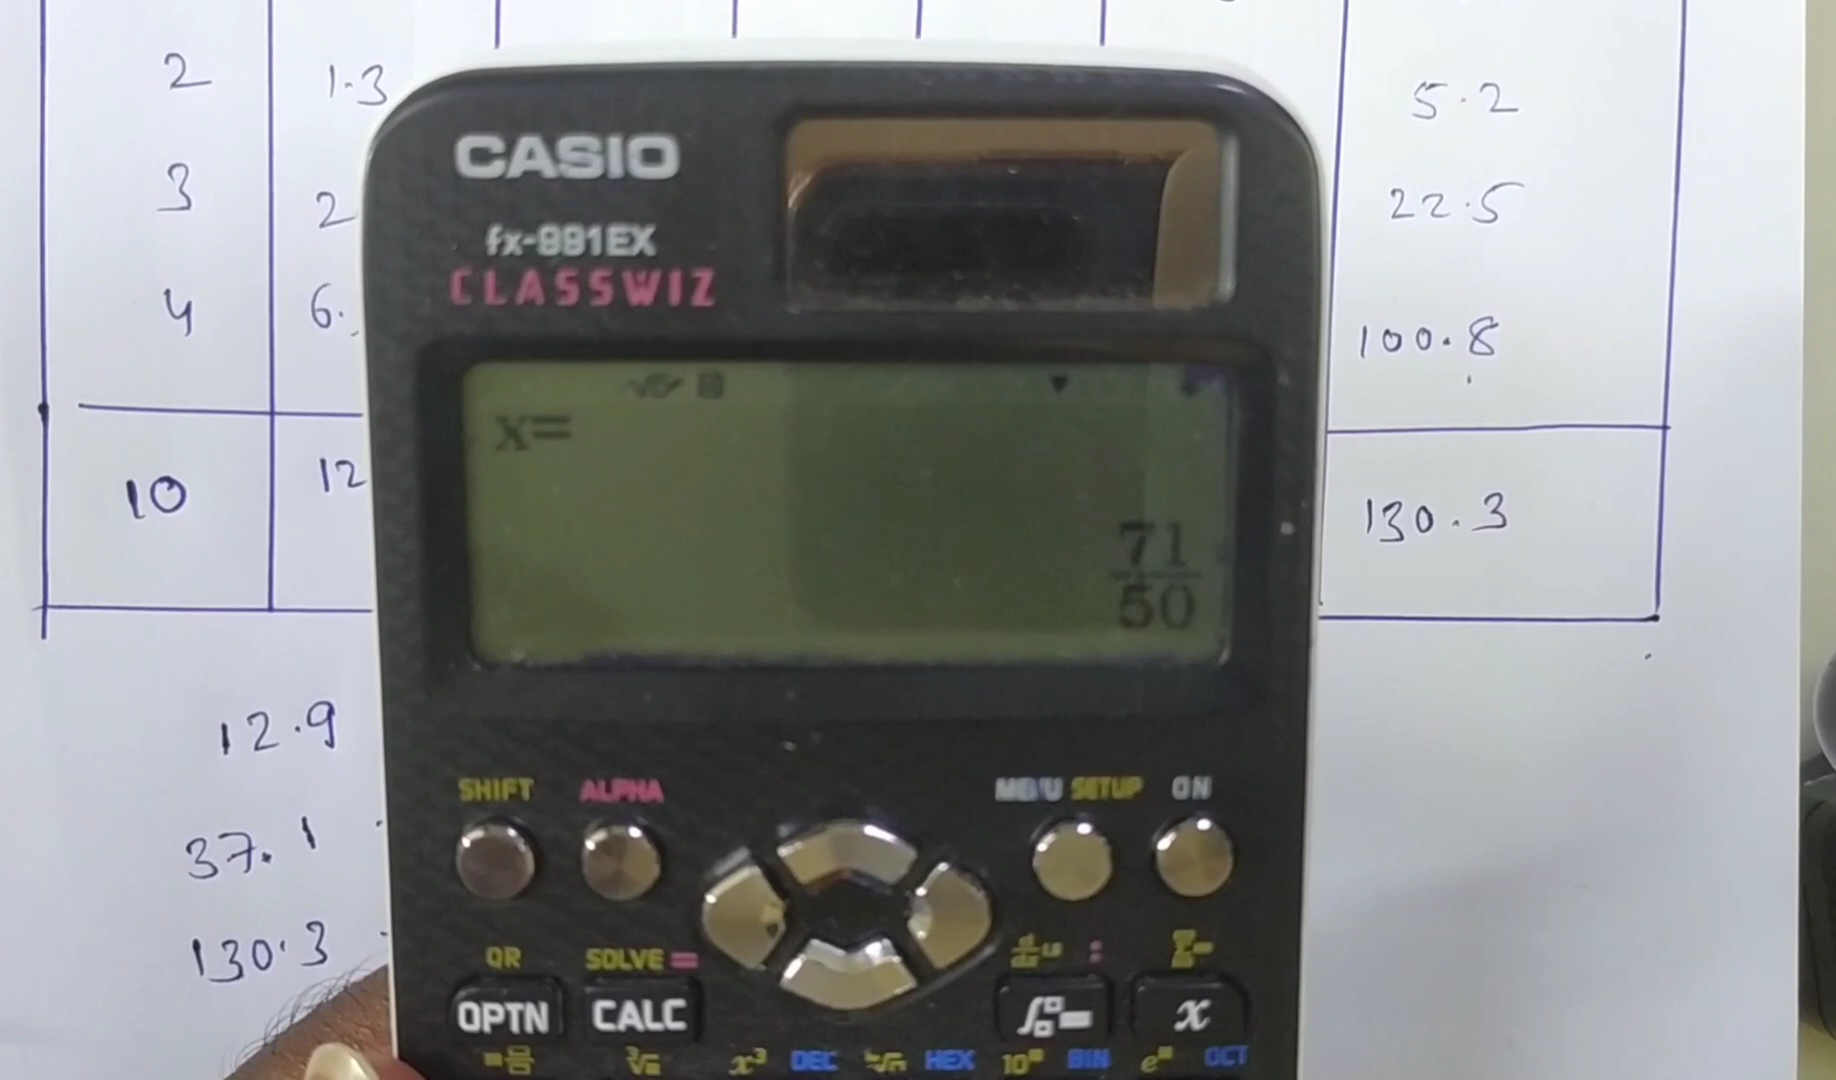 2 1.3 5.2
3 2 22.5
4 6. 100.8
10 12 130.3
12.9
37.1
130.3
CASIO
fx-991EX
CLASSWIZ
x=
71
50
SHIFT ALPHA MENU SETUP ON
QR SOLVE = :
OPTN CALC x
x³ DEC HEX BIN OCT